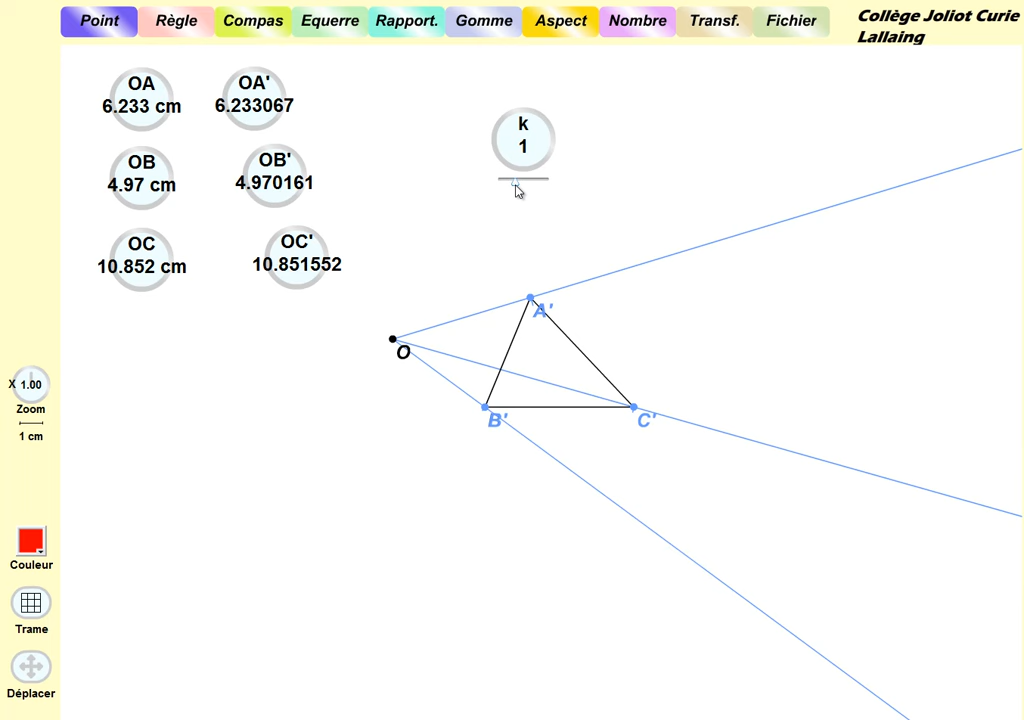 Point Règle Compas Equerre Rapport. Gomme Aspect Nombre Transf. Fichier
Collège Joliot Curie
Lallaing
OA
6.233 cm
OA'
6.233067
k
1
OB
4.97 cm
OB'
4.970161
OC
10.852 cm
OC'
10.851552
A'
O
B'
C'
X 1.00
Zoom
1 cm
Couleur
Trame
Déplacer